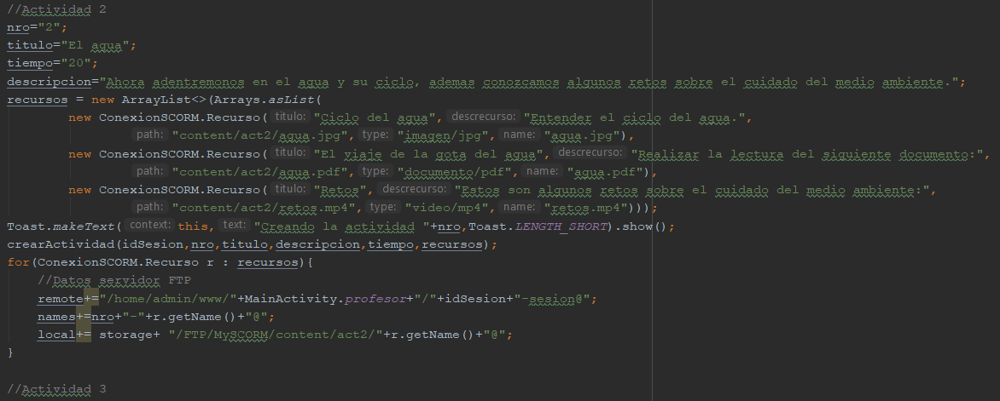 //Actividad 2
nro="2";
titulo="El agua";
tiempo="20";
descripcion="Ahora adentremonos en el agua y su ciclo, ademas conozcamos algunos retos sobre el cuidado del medio ambiente.";
recursos = new ArrayList<>(Arrays.asList(
new ConexionSCORM.Recurso( titulo: "Ciclo del agua", descrecurso: "Entender el ciclo del agua.",
path: "content/act2/agua.jpg", type: "imagen/jpg", name: "agua.jpg"),
new ConexionSCORM.Recurso( titulo: "El viaje de la gota del agua", descrecurso: "Realizar la lectura del siguiente documento:",
path: "content/act2/agua.pdf", type: "documento/pdf", name: "agua.pdf"),
new ConexionSCORM.Recurso( titulo: "Retos", descrecurso: "Estos son algunos retos sobre el cuidado del medio ambiente:",
path: "content/act2/retos.mp4", type: "video/mp4", name: "retos.mp4")));
Toast.makeText( context: this, text: "Creando la actividad "+nro,Toast.LENGTH_SHORT).show();
crearActividad(idSesion,nro,titulo,descripcion,tiempo,recursos);
for(ConexionSCORM.Recurso r : recursos){
//Datos servidor FTP
remote+="/home/admin/www/"+MainActivity.profesor+"/"+idSesion+"-sesion@";
names+=nro+"-"+r.getName()+"@";
local+= storage+ "/FTP/MySCORM/content/act2/"+r.getName()+"@";
}
//Actividad 3